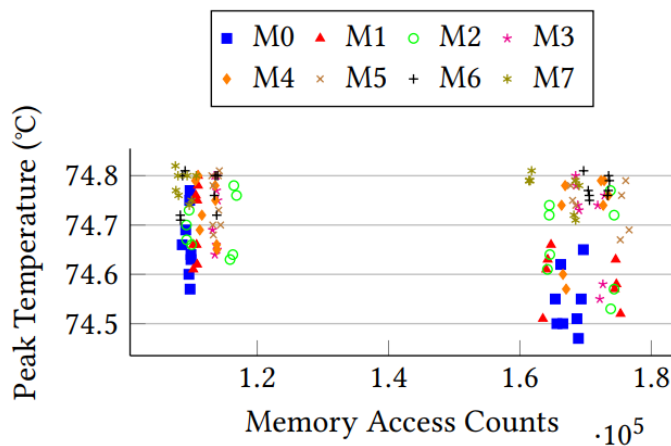 M0 M1 M2 M3
M4 M5 M6 M7
Peak Temperature (℃)
74.8
74.7
74.6
74.5
1.2 1.4 1.6 1.8
·10⁵
Memory Access Counts